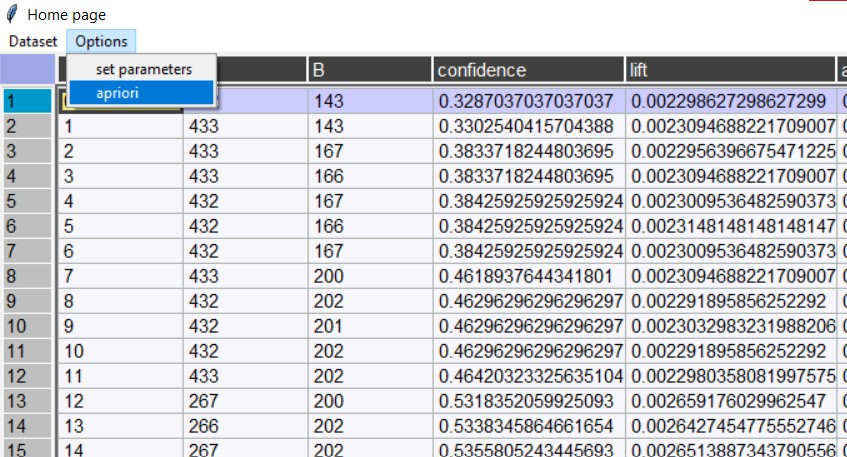 Home page
Dataset Options
B confidence lift
set parameters
apriori
1 143 0.3287037037037037 0.002298627298627299
2 1 433 143 0.3302540415704388 0.0023094688221709007
3 2 433 167 0.3833718244803695 0.0022956396675471225
4 3 433 166 0.3833718244803695 0.0023094688221709007
5 4 432 167 0.38425925925925924 0.0023009536482590373
6 5 432 166 0.38425925925925924 0.0023148148148148147
7 6 432 167 0.38425925925925924 0.0023009536482590373
8 7 433 200 0.4618937644341801 0.0023094688221709007
9 8 432 202 0.46296296296296297 0.002291895856252292
10 9 432 201 0.46296296296296297 0.0023032983231988206
11 10 432 202 0.46296296296296297 0.002291895856252292
12 11 433 202 0.46420323325635104 0.0022980358081997575
13 12 267 200 0.5318352059925093 0.002659176029962547
14 13 266 202 0.5338345864661654 0.0026427454775552746
15 14 267 202 0.5355805243445693 0.0026513887343790556